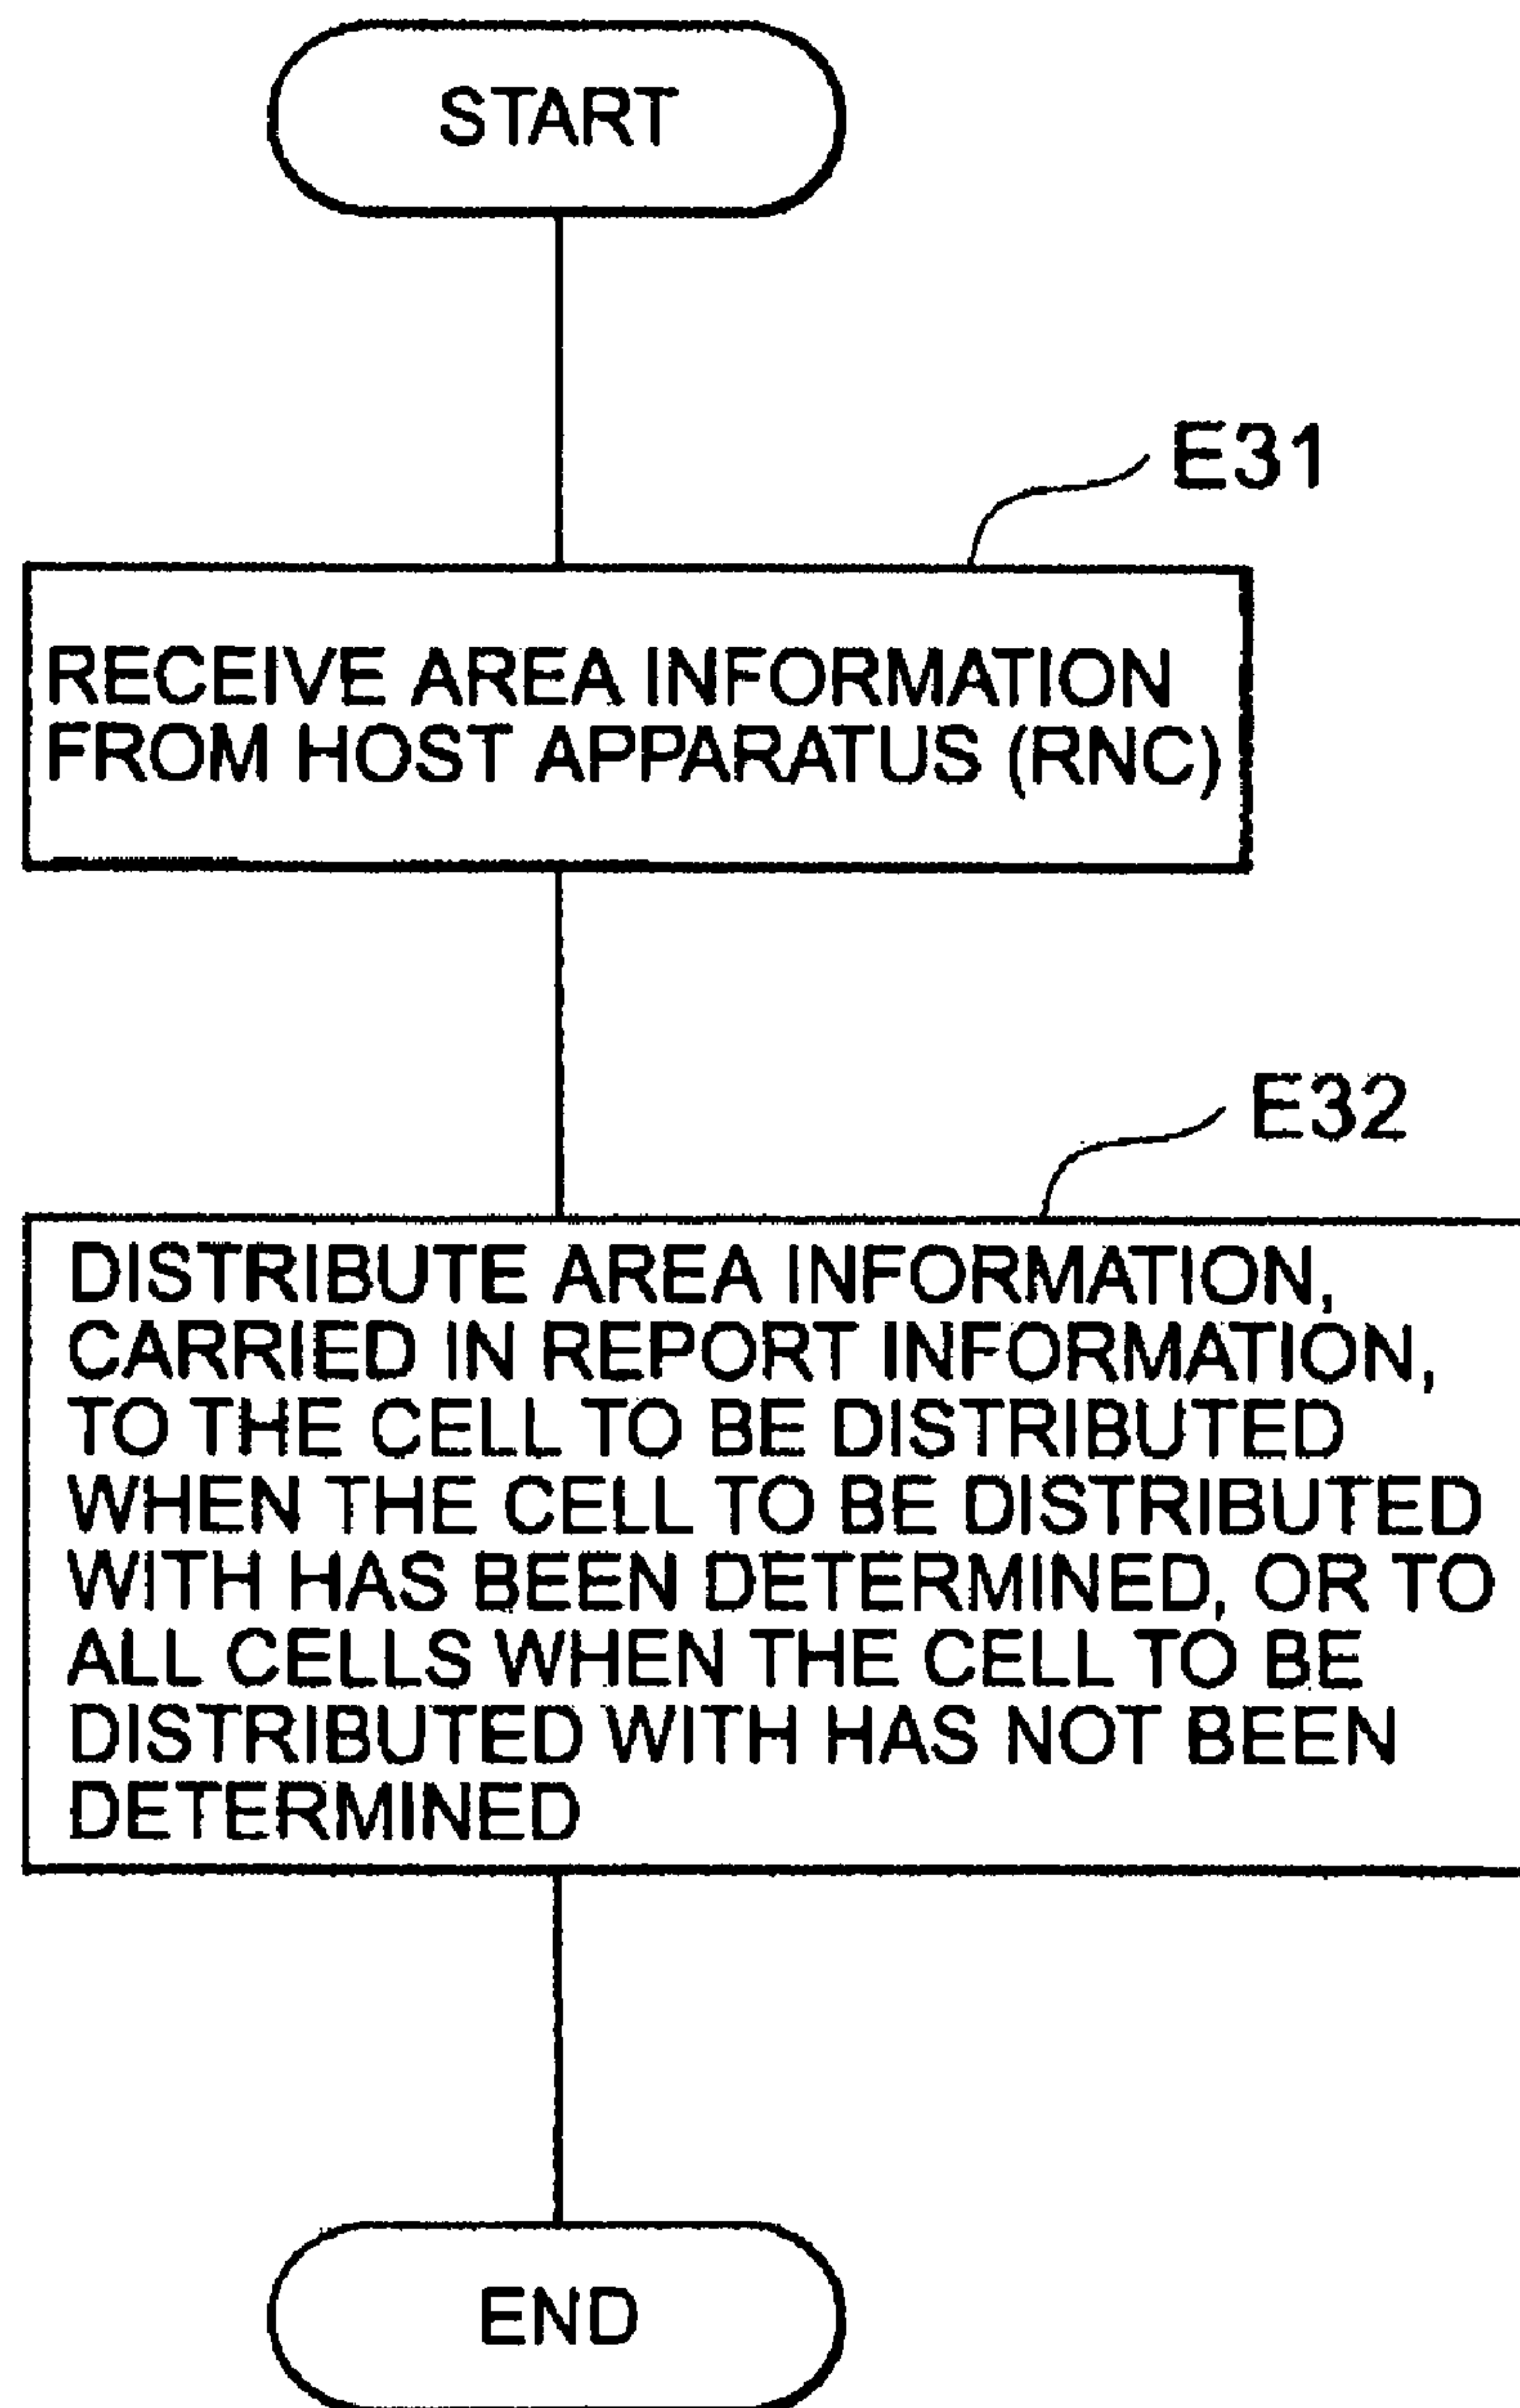 START
E31
RECEIVE AREA INFORMATION
FROM HOST APPARATUS (RNC)
E32
DISTRIBUTE AREA INFORMATION,
CARRIED IN REPORT INFORMATION,
TO THE CELL TO BE DISTRIBUTED
WHEN THE CELL TO BE DISTRIBUTED
WITH HAS BEEN DETERMINED, OR TO
ALL CELLS WHEN THE CELL TO BE
DISTRIBUTED WITH HAS NOT BEEN
DETERMINED
END